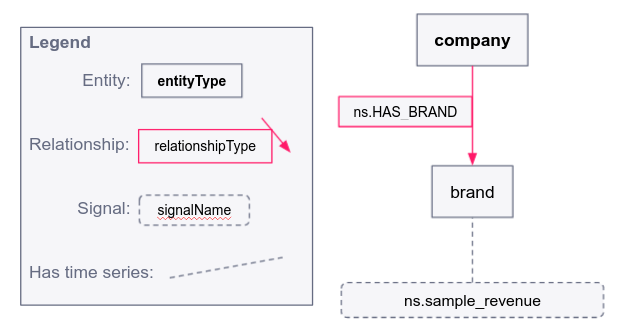 Legend
Entity:
entityType
Relationship:
relationshipType
Signal:
signalName
Has time series:
company
ns.HAS_BRAND
brand
ns.sample_revenue